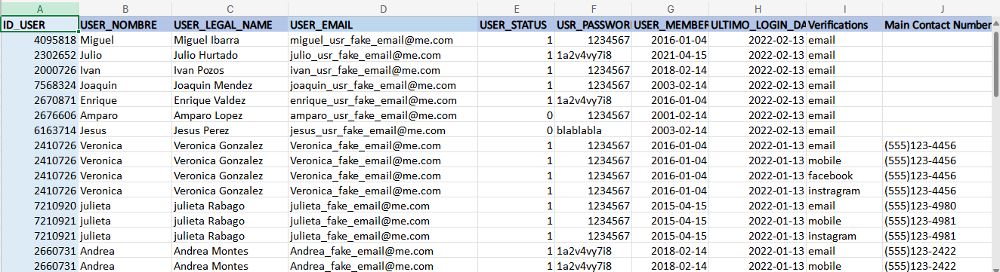 A B C D E F G H I J
ID_USER USER_NOMBRE USER_LEGAL_NAME USER_EMAIL USER_STATUS USR_PASSWOR USER_MEMBER ULTIMO_LOGIN_DA Verifications Main Contact Number
4095818 Miguel Miguel Ibarra miguel_usr_fake_email@me.com 1 1234567 2016-01-04 2022-02-13 email
2302652 Julio Julio Hurtado julio_usr_fake_email@me.com 1 1a2v4vy7i8 2021-04-15 2022-02-13 email
2000726 Ivan Ivan Pozos ivan_usr_fake_email@me.com 1 1234567 2018-02-14 2022-02-13 email
7568324 Joaquin Joaquin Mendez joaquin_usr_fake_email@me.com 1 1234567 2003-02-14 2022-02-13 email
2670871 Enrique Enrique Valdez enrique_usr_fake_email@me.com 1 1a2v4vy7i8 2016-01-04 2022-02-13 email
2676606 Amparo Amparo Lopez amparo_usr_fake_email@me.com 0 1234567 2001-02-14 2022-02-13 email
6163714 Jesus Jesus Perez jesus_usr_fake_email@me.com 0 blablabla 2003-02-14 2022-02-13 email
2410726 Veronica Veronica Gonzalez Veronica_fake_email@me.com 1 1234567 2016-01-04 2022-01-13 email (555)123-4456
2410726 Veronica Veronica Gonzalez Veronica_fake_email@me.com 1 1234567 2016-01-04 2022-01-13 mobile (555)123-4456
2410726 Veronica Veronica Gonzalez Veronica_fake_email@me.com 1 1234567 2016-01-04 2022-01-13 facebook (555)123-4456
2410726 Veronica Veronica Gonzalez Veronica_fake_email@me.com 1 1234567 2016-01-04 2022-01-13 instragram (555)123-4456
7210920 julieta julieta Rabago julieta_fake_email@me.com 1 1234567 2015-04-15 2022-01-13 email (555)123-4980
7210921 julieta julieta Rabago julieta_fake_email@me.com 1 1234567 2015-04-15 2022-01-13 mobile (555)123-4981
7210921 julieta julieta Rabago julieta_fake_email@me.com 1 1234567 2015-04-15 2022-01-13 instagram (555)123-4981
2660731 Andrea Andrea Montes Andrea_fake_email@me.com 1 1a2v4vy7i8 2018-02-14 2022-01-13 email (555)123-2422
2660731 Andrea Andrea Montes Andrea_fake_email@me.com 1 1a2v4vy7i8 2018-02-14 2022-01-13 mobile (555)123-2422